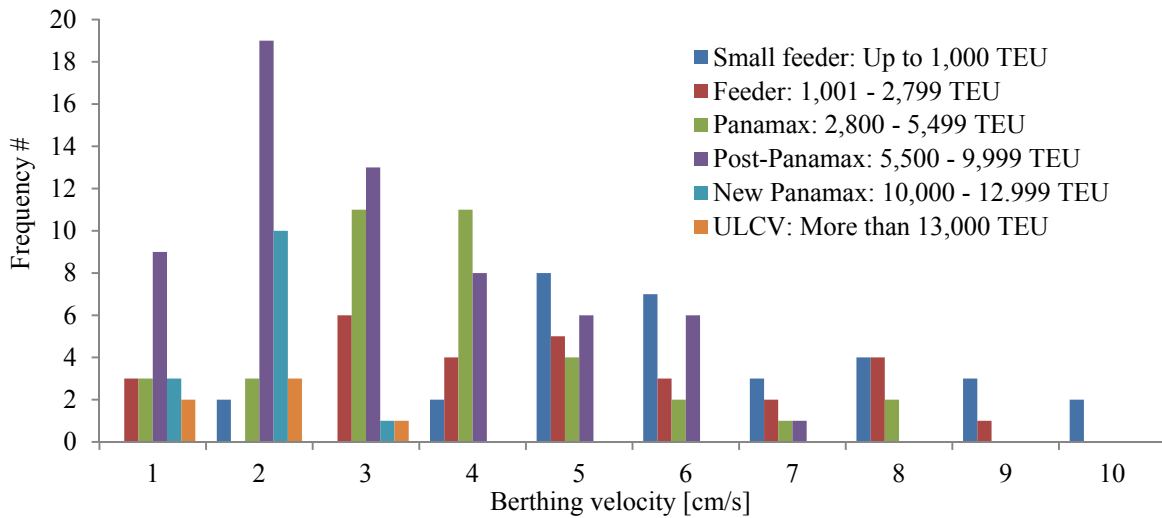 20
18
16
14
12
10
8
6
4
2
0
Frequency #
Small feeder: Up to 1,000 TEU
Feeder: 1,001 - 2,799 TEU
Panamax: 2,800 - 5,499 TEU
Post-Panamax: 5,500 - 9,999 TEU
New Panamax: 10,000 - 12.999 TEU
ULCV: More than 13,000 TEU
1 2 3 4 5 6 7 8 9 10
Berthing velocity [cm/s]